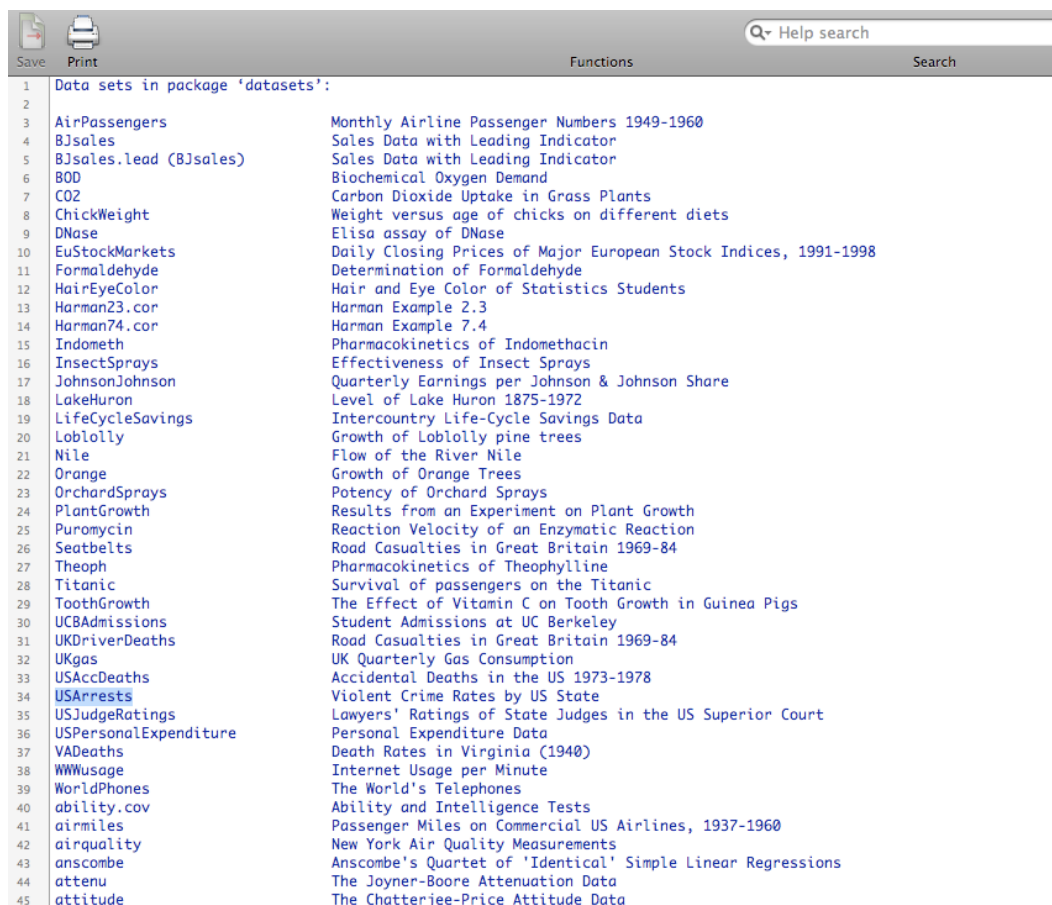 Help search
Save Print Functions Search
1 Data sets in package ‘datasets’:
2
3 AirPassengers Monthly Airline Passenger Numbers 1949-1960
4 BJsales Sales Data with Leading Indicator
5 BJsales.lead (BJsales) Sales Data with Leading Indicator
6 BOD Biochemical Oxygen Demand
7 CO2 Carbon Dioxide Uptake in Grass Plants
8 ChickWeight Weight versus age of chicks on different diets
9 DNase Elisa assay of DNase
10 EuStockMarkets Daily Closing Prices of Major European Stock Indices, 1991-1998
11 Formaldehyde Determination of Formaldehyde
12 HairEyeColor Hair and Eye Color of Statistics Students
13 Harman23.cor Harman Example 2.3
14 Harman74.cor Harman Example 7.4
15 Indometh Pharmacokinetics of Indomethacin
16 InsectSprays Effectiveness of Insect Sprays
17 JohnsonJohnson Quarterly Earnings per Johnson & Johnson Share
18 LakeHuron Level of Lake Huron 1875-1972
19 LifeCycleSavings Intercountry Life-Cycle Savings Data
20 Loblolly Growth of Loblolly pine trees
21 Nile Flow of the River Nile
22 Orange Growth of Orange Trees
23 OrchardSprays Potency of Orchard Sprays
24 PlantGrowth Results from an Experiment on Plant Growth
25 Puromycin Reaction Velocity of an Enzymatic Reaction
26 Seatbelts Road Casualties in Great Britain 1969-84
27 Theoph Pharmacokinetics of Theophylline
28 Titanic Survival of passengers on the Titanic
29 ToothGrowth The Effect of Vitamin C on Tooth Growth in Guinea Pigs
30 UCBAdmissions Student Admissions at UC Berkeley
31 UKDriverDeaths Road Casualties in Great Britain 1969-84
32 UKgas UK Quarterly Gas Consumption
33 USAccDeaths Accidental Deaths in the US 1973-1978
34 USArrests Violent Crime Rates by US State
35 USJudgeRatings Lawyers' Ratings of State Judges in the US Superior Court
36 USPersonalExpenditure Personal Expenditure Data
37 VADeaths Death Rates in Virginia (1940)
38 WWWusage Internet Usage per Minute
39 WorldPhones The World's Telephones
40 ability.cov Ability and Intelligence Tests
41 airmiles Passenger Miles on Commercial US Airlines, 1937-1960
42 airquality New York Air Quality Measurements
43 anscombe Anscombe's Quartet of 'Identical' Simple Linear Regressions
44 attenu The Joyner-Boore Attenuation Data
45 attitude The Chatterjee-Price Attitude Data